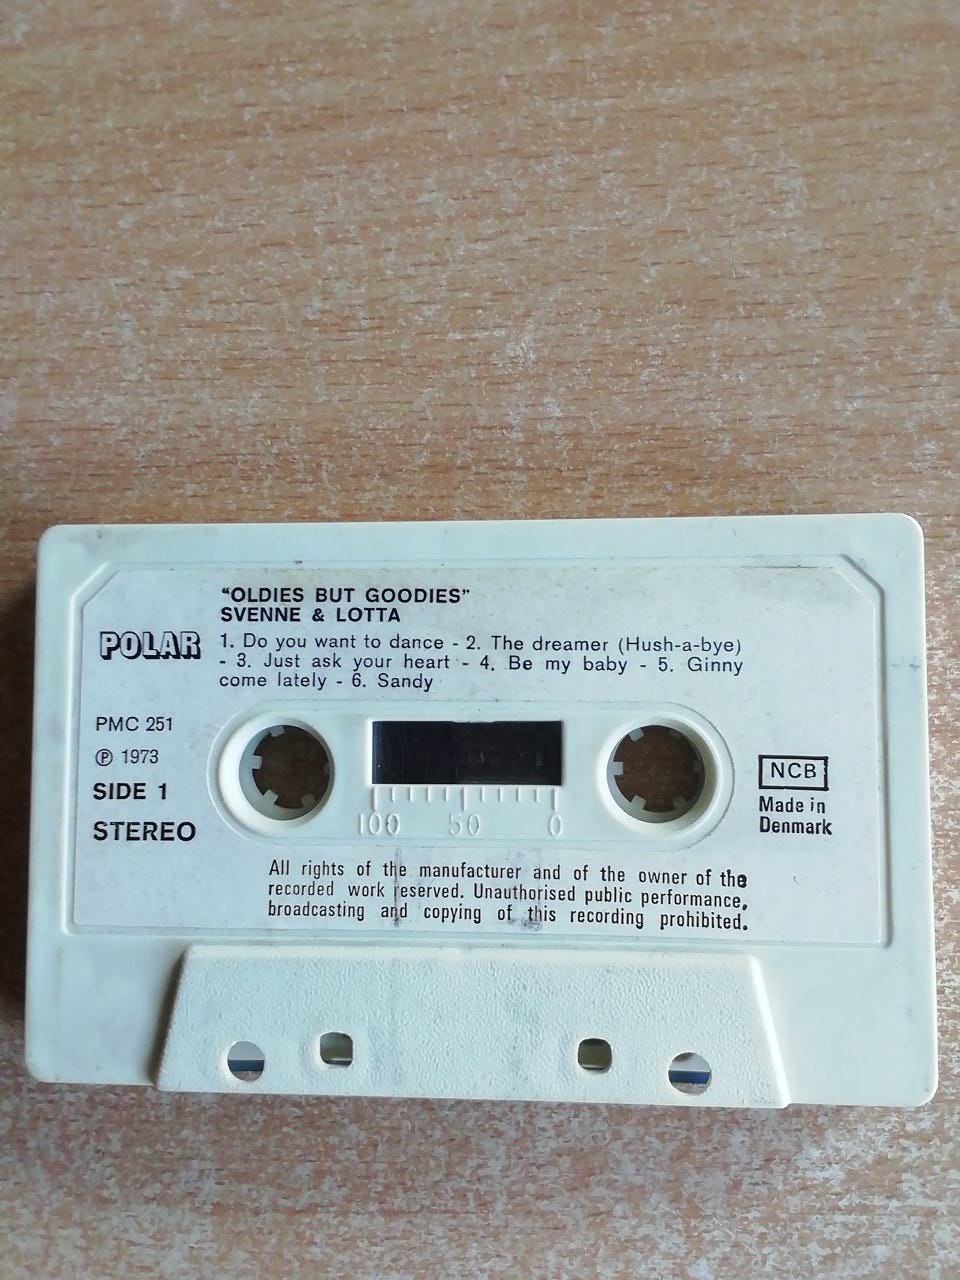 "OLDIES BUT GOODIES"
SVENNE & LOTTA
POLAR
1. Do you want to dance - 2. The dreamer (Hush-a-bye)
- 3. Just ask your heart - 4. Be my baby - 5. Ginny
come lately - 6. Sandy
PMC 251
℗ 1973
SIDE 1
STEREO
100 50 0
NCB
Made in
Denmark
All rights of the manufacturer and of the owner of the
recorded work reserved. Unauthorised public performance,
broadcasting and copying of this recording prohibited.